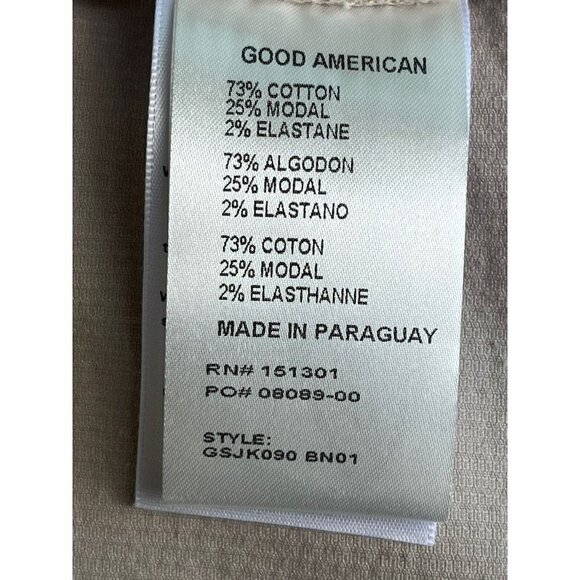 GOOD AMERICAN
73% COTTON
25% MODAL
2% ELASTANE
73% ALGODON
25% MODAL
2% ELASTANO
73% COTON
25% MODAL
2% ELASTHANNE
MADE IN PARAGUAY
RN# 151301
PO# 08089-00
STYLE:
GSJK090 BN01